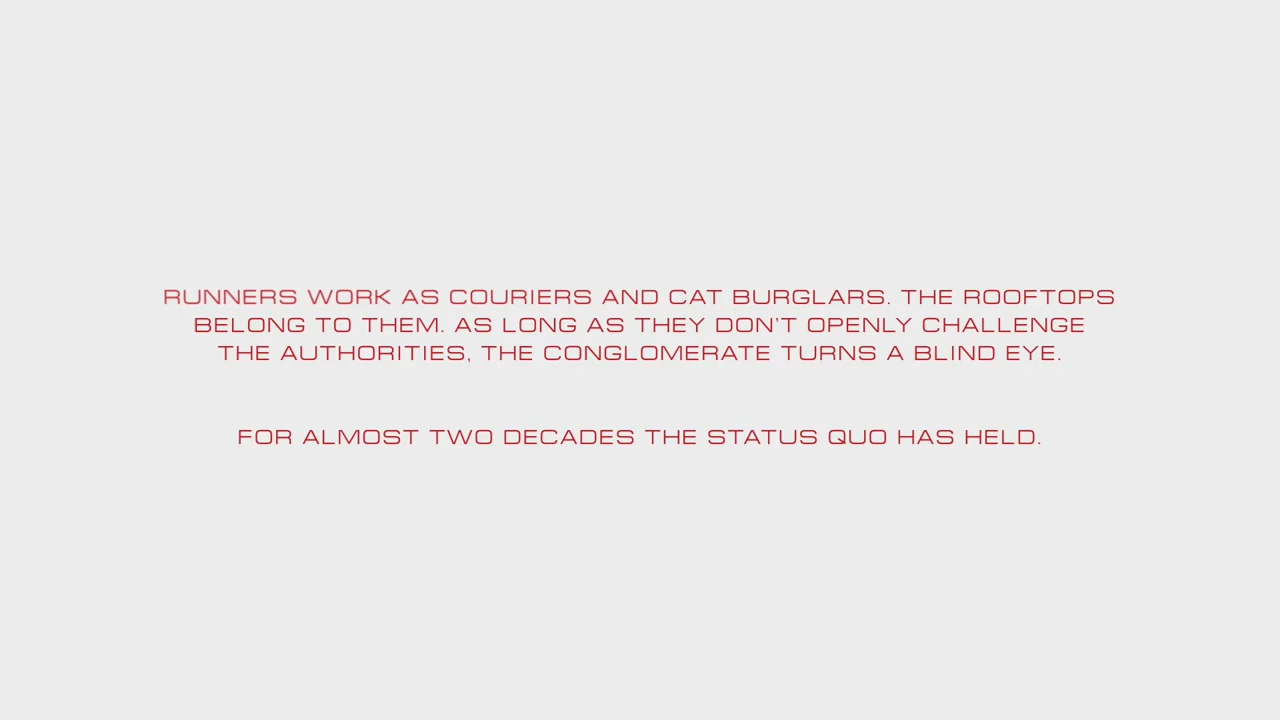 RUNNERS WORK AS COURIERS AND CAT BURGLARS. THE ROOFTOPS
BELONG TO THEM. AS LONG AS THEY DON'T OPENLY CHALLENGE
THE AUTHORITIES, THE CONGLOMERATE TURNS A BLIND EYE.
FOR ALMOST TWO DECADES THE STATUS QUO HAS HELD.